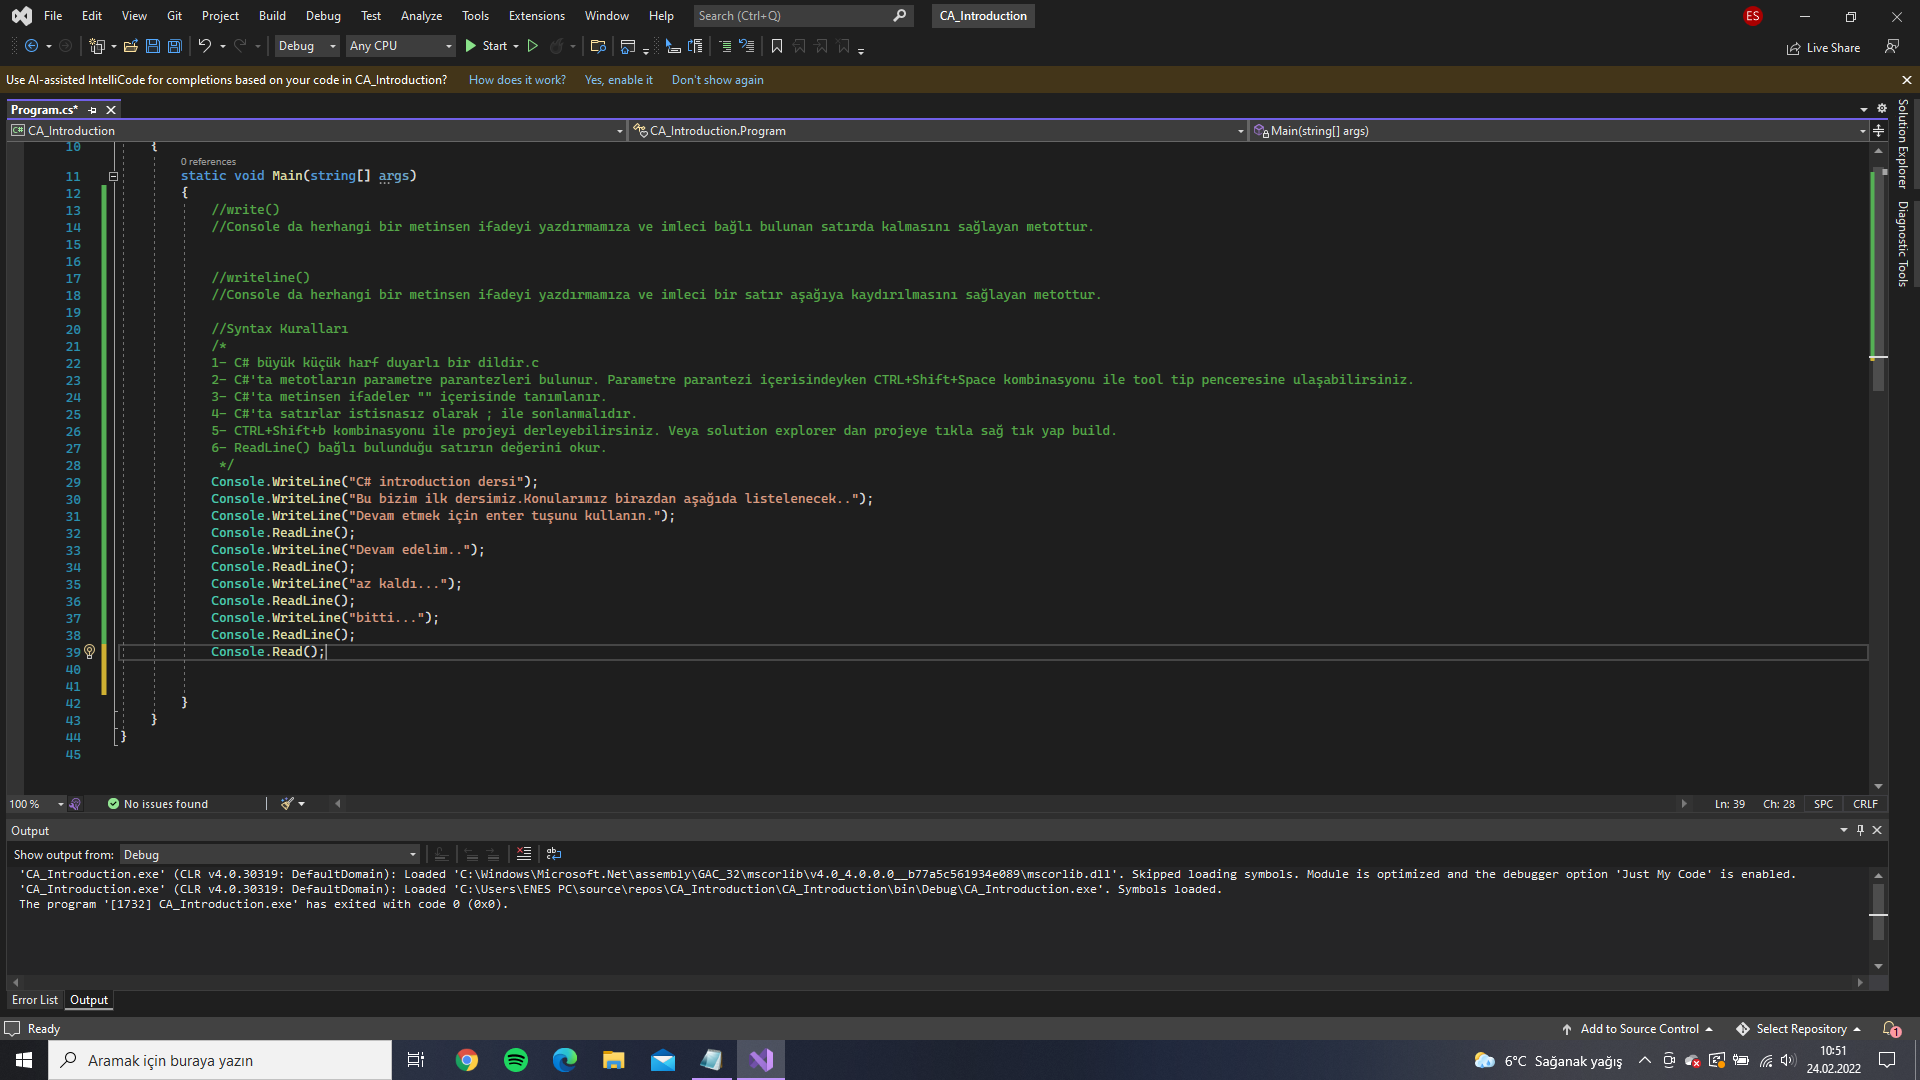 File Edit View Git Project Build Debug Test Analyze Tools Extensions Window Help Search (Ctrl+Q) CA_Introduction ES
Debug Any CPU Start Live Share
Use AI-assisted IntelliCode for completions based on your code in CA_Introduction? How does it work? Yes, enable it Don't show again
Program.cs*
C# CA_Introduction CA_Introduction.Program Main(string[] args)
Solution Explorer
Diagnostic Tools
10 {
0 references
11 static void Main(string[] args)
12 {
13 //write()
14 //Console da herhangi bir metinsen ifadeyi yazdırmamıza ve imleci bağlı bulunan satırda kalmasını sağlayan metottur.
15
16
17 //writeline()
18 //Console da herhangi bir metinsen ifadeyi yazdırmamıza ve imleci bir satır aşağıya kaydırılmasını sağlayan metottur.
19
20 //Syntax Kuralları
21 /*
22 1- C# büyük küçük harf duyarlı bir dildir.c
23 2- C#'ta metotların parametre parantezleri bulunur. Parametre parantezi içerisindeyken CTRL+Shift+Space kombinasyonu ile tool tip penceresine ulaşabilirsiniz.
24 3- C#'ta metinsen ifadeler "" içerisinde tanımlanır.
25 4- C#'ta satırlar istisnasız olarak ; ile sonlanmalıdır.
26 5- CTRL+Shift+b kombinasyonu ile projeyi derleyebilirsiniz. Veya solution explorer dan projeye tıkla sağ tık yap build.
27 6- ReadLine() bağlı bulunduğu satırın değerini okur.
28 */
29 Console.WriteLine("C# introduction dersi");
30 Console.WriteLine("Bu bizim ilk dersimiz.Konularımız birazdan aşağıda listelenecek..");
31 Console.WriteLine("Devam etmek için enter tuşunu kullanın.");
32 Console.ReadLine();
33 Console.WriteLine("Devam edelim..");
34 Console.ReadLine();
35 Console.WriteLine("az kaldı...");
36 Console.ReadLine();
37 Console.WriteLine("bitti...");
38 Console.ReadLine();
39 Console.Read();
40
41
42 }
43 }
44 }
45
100 % No issues found Ln: 39 Ch: 28 SPC CRLF
Output
Show output from: Debug
'CA_Introduction.exe' (CLR v4.0.30319: DefaultDomain): Loaded 'C:\Windows\Microsoft.Net\assembly\GAC_32\mscorlib\v4.0_4.0.0.0__b77a5c561934e089\mscorlib.dll'. Skipped loading symbols. Module is optimized and the debugger option 'Just My Code' is enabled.
'CA_Introduction.exe' (CLR v4.0.30319: DefaultDomain): Loaded 'C:\Users\ENES PC\source\repos\CA_Introduction\CA_Introduction\bin\Debug\CA_Introduction.exe'. Symbols loaded.
The program '[1732] CA_Introduction.exe' has exited with code 0 (0x0).
Error List Output
Ready Add to Source Control Select Repository 1
Aramak için buraya yazın 6°C Sağanak yağış 10:51
24.02.2022